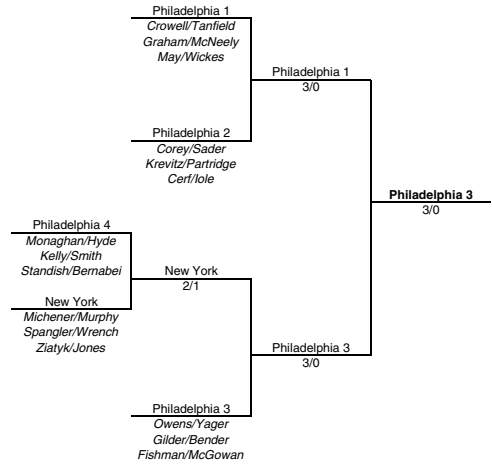 Philadelphia 1
Crowell/Tanfield
Graham/McNeely
May/Wickes
Philadelphia 1
3/0
Philadelphia 2
Corey/Sader
Krevitz/Partridge
Cerf/Iole
Philadelphia 3
3/0
Philadelphia 4
Monaghan/Hyde
Kelly/Smith
Standish/Bernabei
New York
2/1
New York
Michener/Murphy
Spangler/Wrench
Ziatyk/Jones
Philadelphia 3
3/0
Philadelphia 3
Owens/Yager
Gilder/Bender
Fishman/McGowan